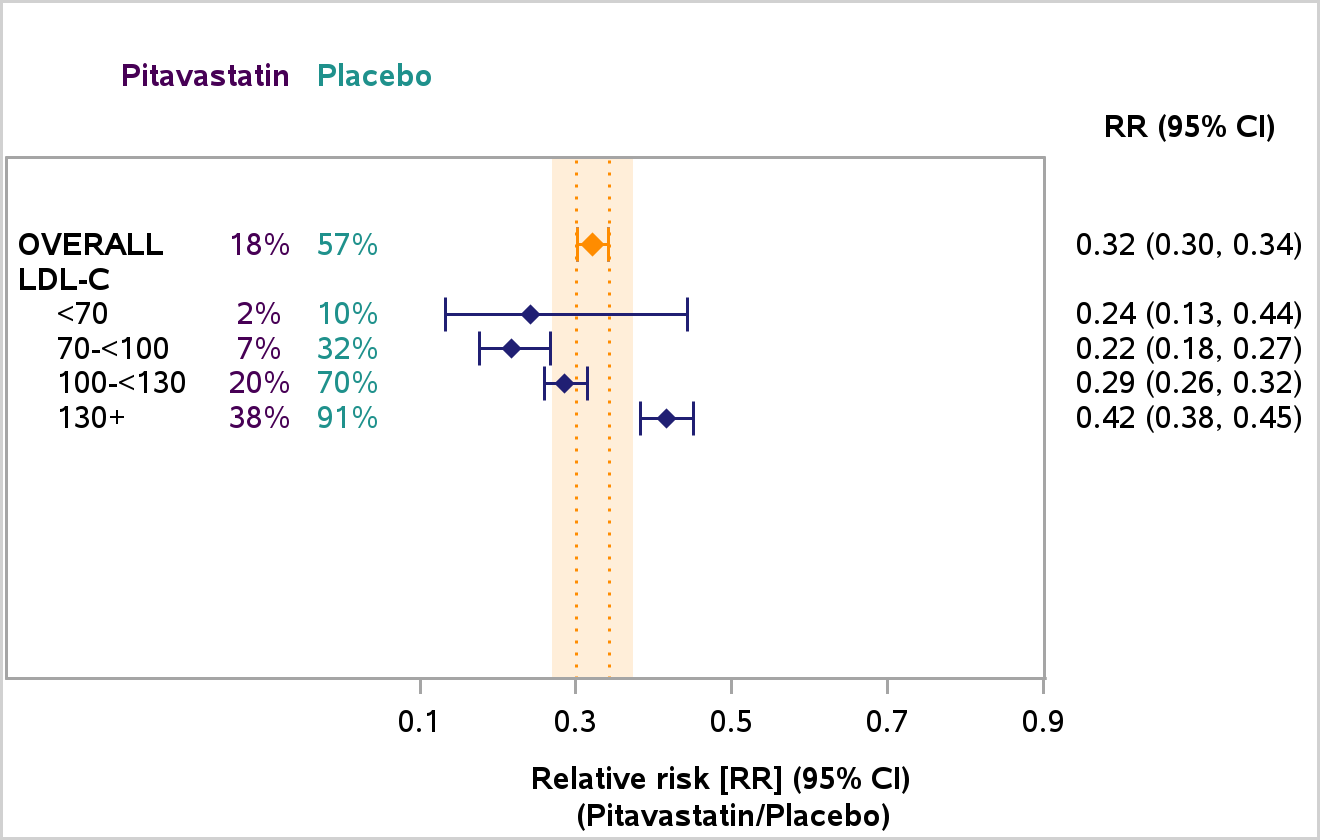 Pitavastatin Placebo
RR (95% CI)
OVERALL 18% 57% 0.32 (0.30, 0.34)
LDL-C
<70 2% 10% 0.24 (0.13, 0.44)
70-<100 7% 32% 0.22 (0.18, 0.27)
100-<130 20% 70% 0.29 (0.26, 0.32)
130+ 38% 91% 0.42 (0.38, 0.45)
0.1 0.3 0.5 0.7 0.9
Relative risk [RR] (95% CI)
(Pitavastatin/Placebo)